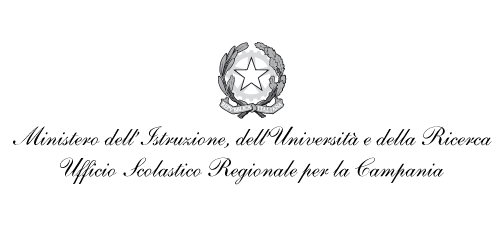 Ministero dell'Istruzione, dell'Università e della Ricerca
Ufficio Scolastico Regionale per la Campania